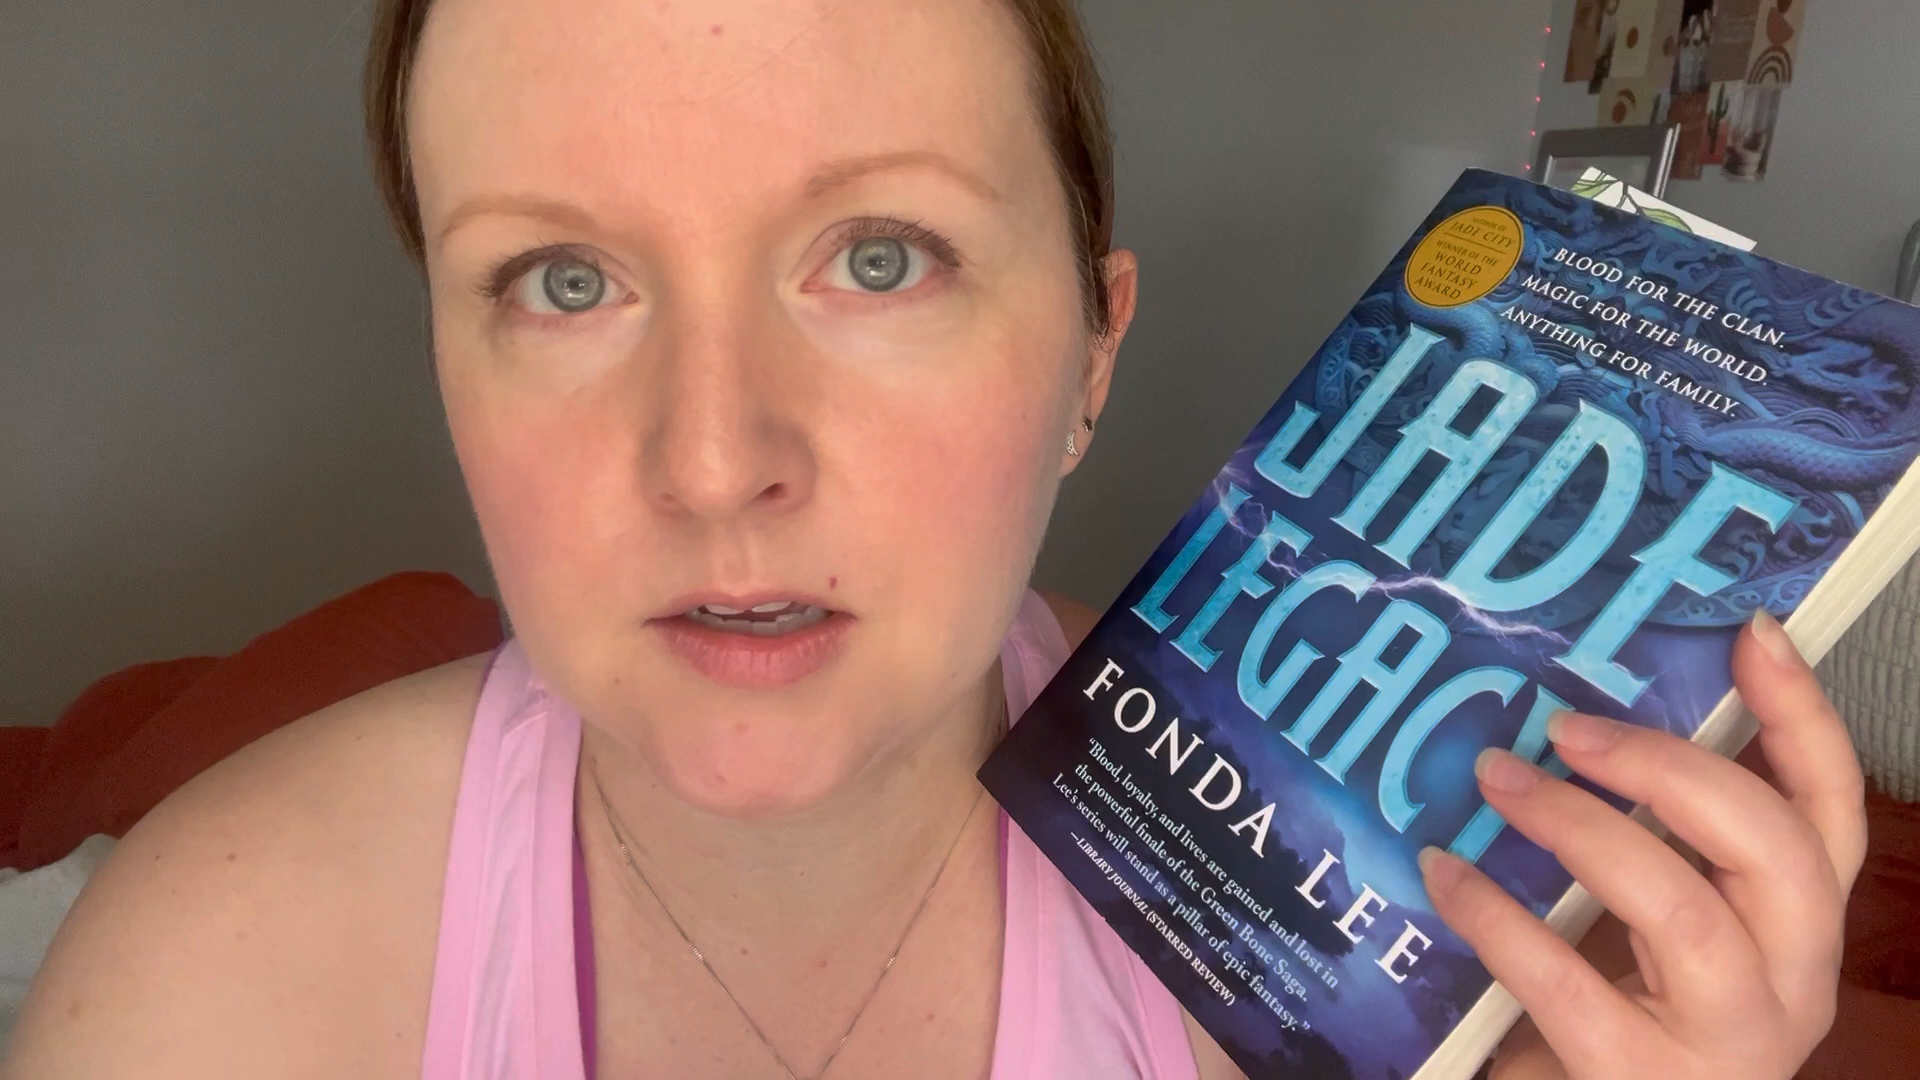 AUTHOR OF
JADE CITY
WINNER OF THE
WORLD
FANTASY
AWARD
BLOOD FOR THE CLAN.
MAGIC FOR THE WORLD.
ANYTHING FOR FAMILY.
JADE
LEGACY
FONDA LEE
“Blood, loyalty, and lives are gained and lost in
the powerful finale of the Green Bone Saga.
Lee's series will stand as a pillar of epic fantasy.”
—LIBRARY JOURNAL (STARRED REVIEW)